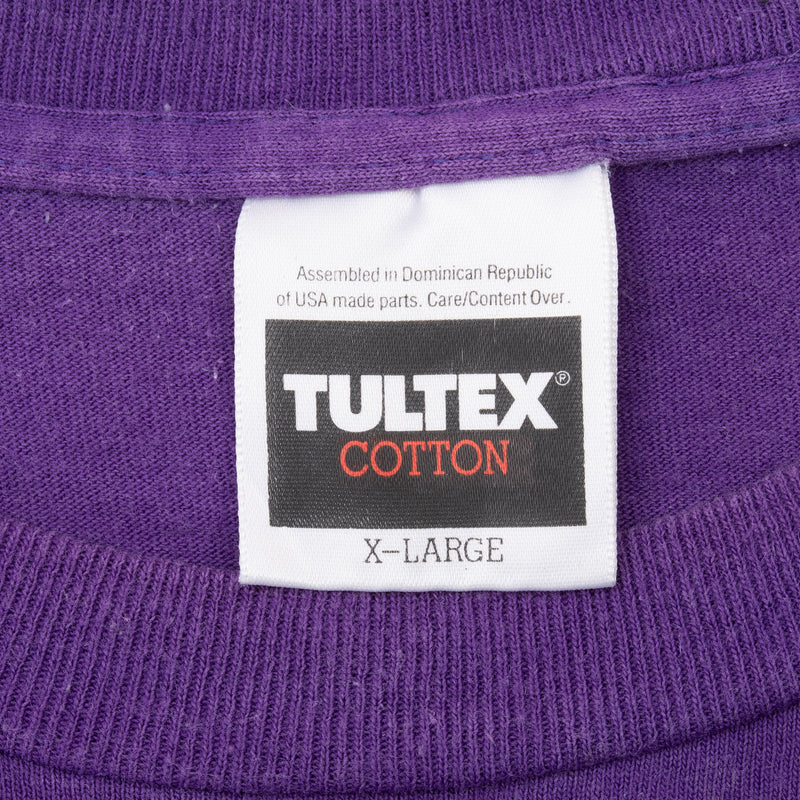 Assembled in Dominican Republic
of USA made parts. Care/Content Over.
TULTEX®
COTTON
X-LARGE